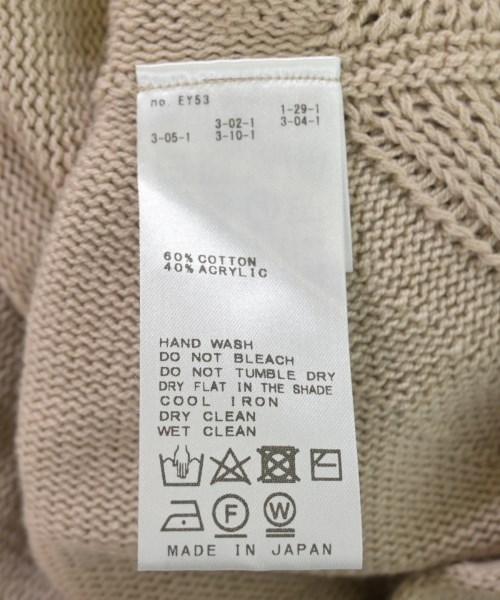 no. EY53
1-29-1
3-02-1 3-04-1
3-05-1 3-10-1
60% COTTON
40% ACRYLIC
HAND WASH
DO NOT BLEACH
DO NOT TUMBLE DRY
DRY FLAT IN THE SHADE
COOL IRON
DRY CLEAN
WET CLEAN
F W
MADE IN JAPAN